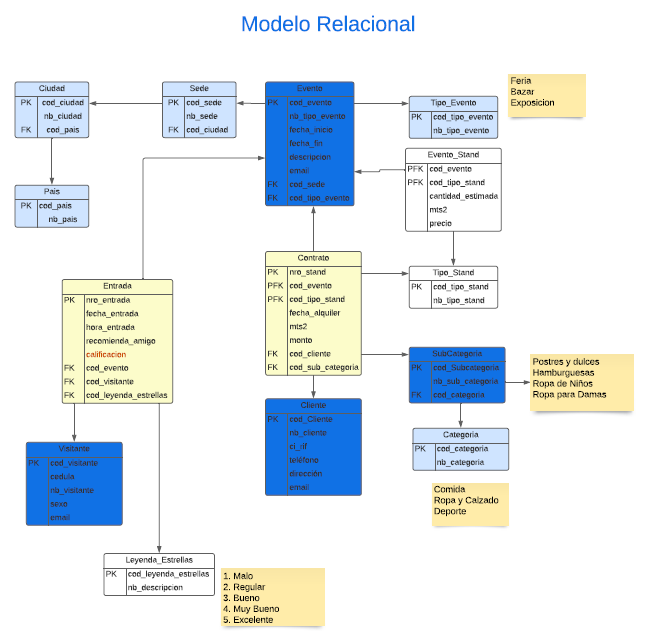 Modelo Relacional
Ciudad
PK cod_ciudad
nb_ciudad
FK cod_pais
Sede
PK cod_sede
nb_sede
FK cod_ciudad
Evento
PK cod_evento
nb_tipo_evento
fecha_inicio
fecha_fin
descripcion
email
FK cod_sede
FK cod_tipo_evento
Tipo_Evento
PK cod_tipo_evento
nb_tipo_evento
Feria
Bazar
Exposicion
Pais
PK cod_pais
nb_pais
Evento_Stand
PFK cod_evento
PFK cod_tipo_stand
cantidad_estimada
mts2
precio
Tipo_Stand
PK cod_tipo_stand
nb_tipo_stand
Contrato
PK nro_stand
PFK cod_evento
PFK cod_tipo_stand
fecha_alquiler
mts2
monto
FK cod_cliente
FK cod_sub_categoria
Entrada
PK nro_entrada
fecha_entrada
hora_entrada
recomienda_amigo
calificacion
FK cod_evento
FK cod_visitante
FK cod_leyenda_estrellas
SubCategoria
PK cod_Subcategoria
nb_sub_categoria
FK cod_categoria
Postres y dulces
Hamburguesas
Ropa de Niños
Ropa para Damas
Cliente
PK cod_Cliente
nb_cliente
ci_rif
teléfono
dirección
email
Categoria
PK cod_categoria
nb_categoria
Comida
Ropa y Calzado
Deporte
Visitante
PK cod_visitante
cedula
nb_visitante
sexo
email
Leyenda_Estrellas
PK cod_leyenda_estrellas
nb_descripcion
1. Malo
2. Regular
3. Bueno
4. Muy Bueno
5. Excelente